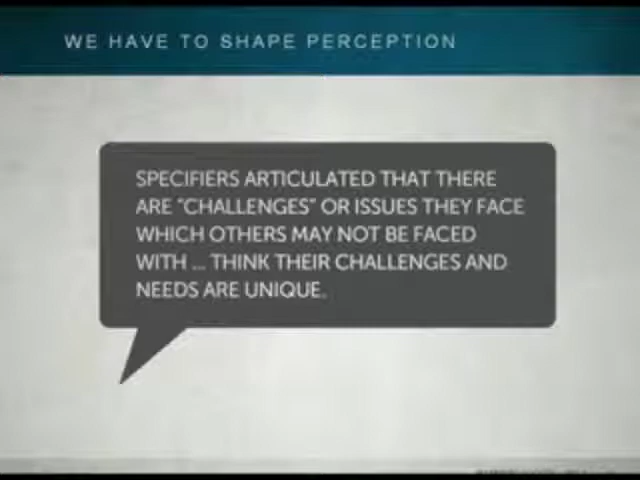 WE HAVE TO SHAPE PERCEPTION
SPECIFIERS ARTICULATED THAT THERE
ARE "CHALLENGES" OR ISSUES THEY FACE
WHICH OTHERS MAY NOT BE FACED
WITH ... THINK THEIR CHALLENGES AND
NEEDS ARE UNIQUE.